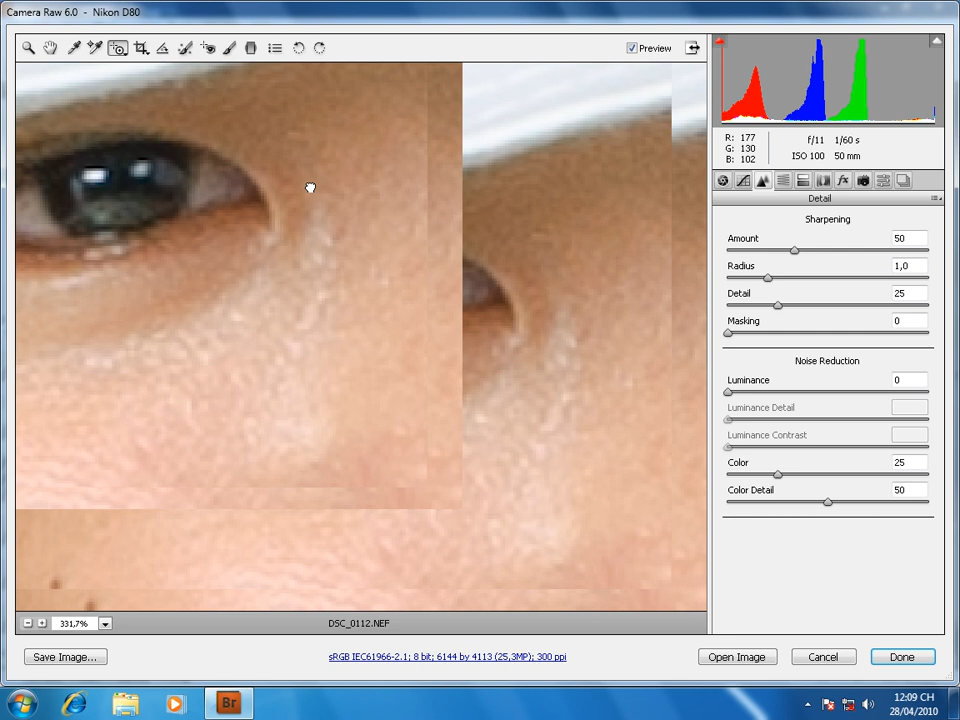 Camera Raw 6.0 - Nikon D80
Preview
R: 177
G: 130
B: 102
f/11 1/60 s
ISO 100 50 mm
fx
Detail
Sharpening
Amount 50
Radius 1,0
Detail 25
Masking 0
Noise Reduction
Luminance 0
Luminance Detail
Luminance Contrast
Color 25
Color Detail 50
331,7%
DSC_0112.NEF
Save Image...
sRGB IEC61966-2.1; 8 bit; 6144 by 4113 (25,3MP); 300 ppi
Open Image
Cancel
Done
Br
12:09 CH
28/04/2010